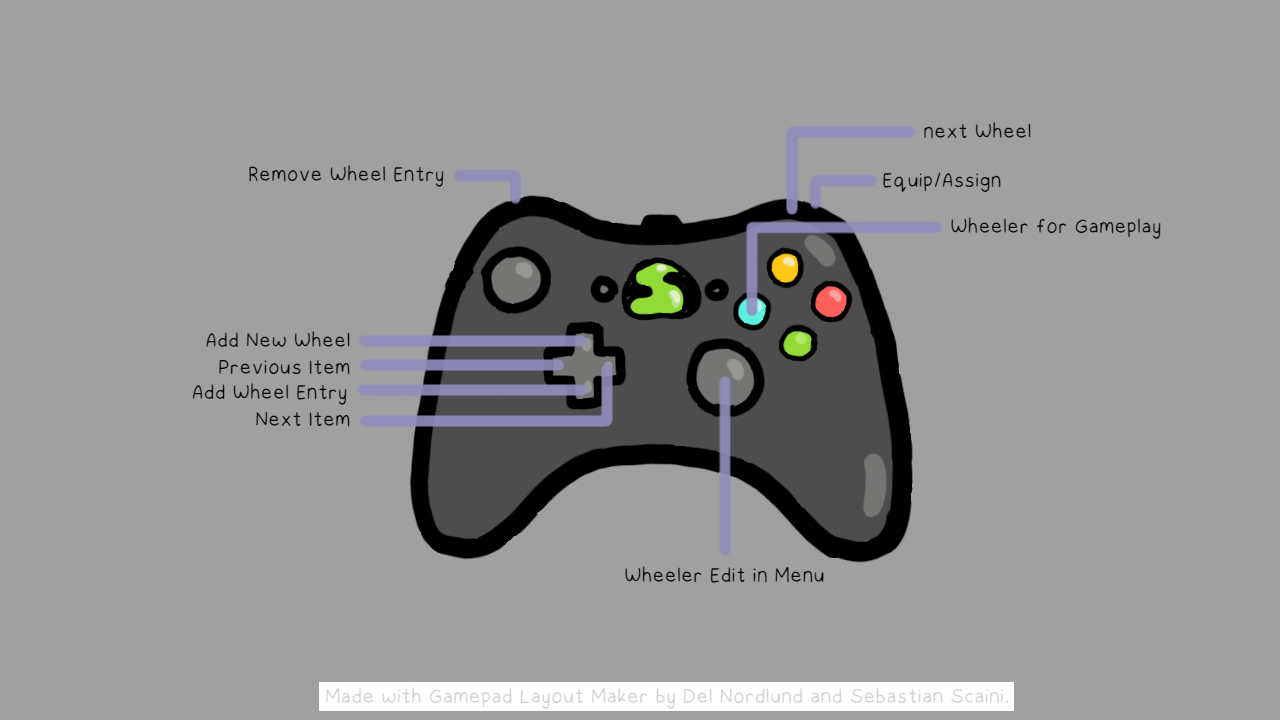 next Wheel
Remove Wheel Entry
Equip/Assign
Wheeler for Gameplay
Add New Wheel
Previous Item
Add Wheel Entry
Next Item
Wheeler Edit in Menu
Made with Gamepad Layout Maker by Del Nordlund and Sebastian Scaini.